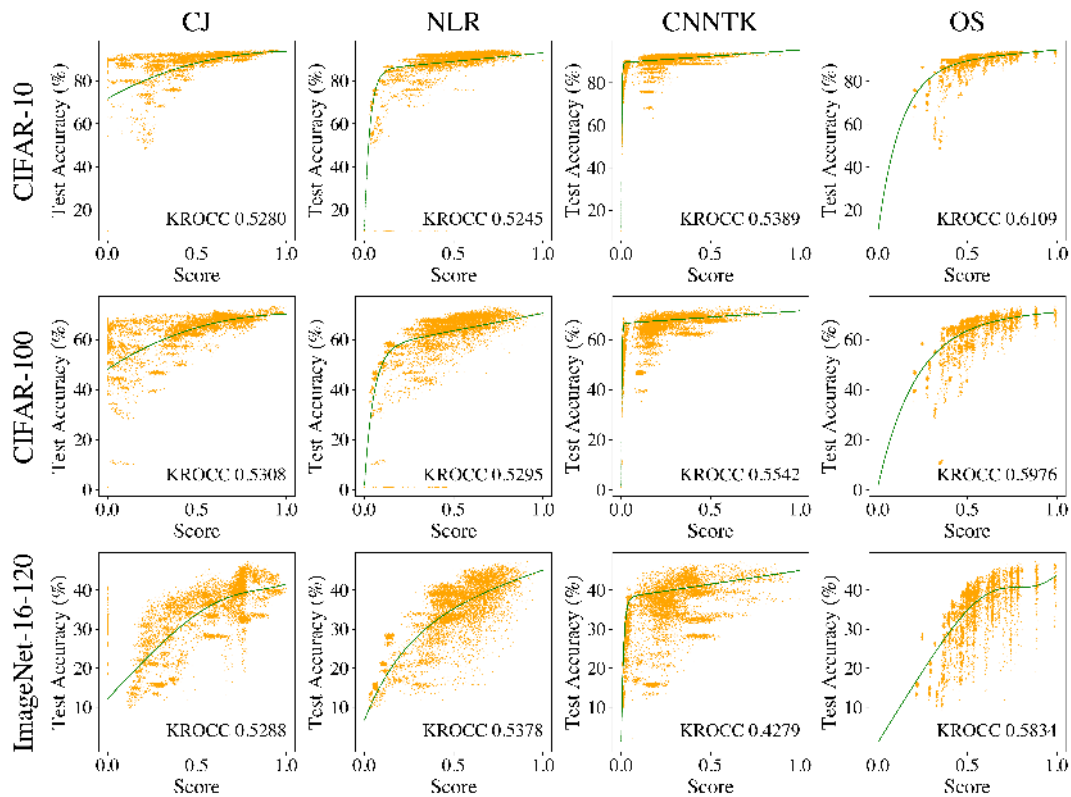 CJ NLR CNNTK OS
CIFAR-10
Test Accuracy (%)
80
60
40
20
KROCC 0.5280
0.0 0.5 1.0
Score
Test Accuracy (%)
80
60
40
20
KROCC 0.5245
0.0 0.5 1.0
Score
Test Accuracy (%)
80
60
40
20
KROCC 0.5389
0.0 0.5 1.0
Score
Test Accuracy (%)
80
60
40
20
KROCC 0.6109
0.0 0.5 1.0
Score
CIFAR-100
Test Accuracy (%)
60
40
20
0
KROCC 0.5308
0.0 0.5 1.0
Score
Test Accuracy (%)
60
40
20
0
KROCC 0.5295
0.0 0.5 1.0
Score
Test Accuracy (%)
60
40
20
0
KROCC 0.5542
0.0 0.5 1.0
Score
Test Accuracy (%)
60
40
20
0
KROCC 0.5976
0.0 0.5 1.0
Score
ImageNet-16-120
Test Accuracy (%)
40
30
20
10
KROCC 0.5288
0.0 0.5 1.0
Score
Test Accuracy (%)
40
30
20
10
KROCC 0.5378
0.0 0.5 1.0
Score
Test Accuracy (%)
40
30
20
10
KROCC 0.4279
0.0 0.5 1.0
Score
Test Accuracy (%)
40
30
20
10
KROCC 0.5834
0.0 0.5 1.0
Score